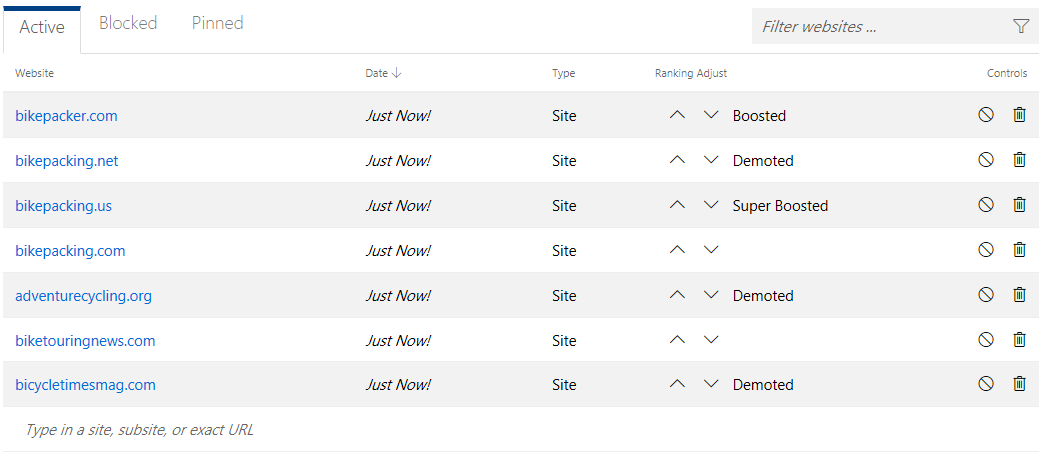 Active Blocked Pinned Filter websites ...
Website Date Type Ranking Adjust Controls
bikepacker.com Just Now! Site Boosted
bikepacking.net Just Now! Site Demoted
bikepacking.us Just Now! Site Super Boosted
bikepacking.com Just Now! Site
adventurecycling.org Just Now! Site Demoted
biketouringnews.com Just Now! Site
bicycletimesmag.com Just Now! Site Demoted
Type in a site, subsite, or exact URL